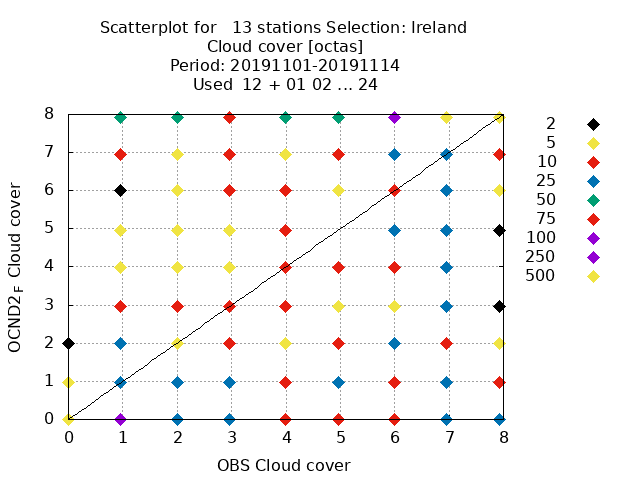 Scatterplot for 13 stations Selection: Ireland
Cloud cover [octas]
Period: 20191101-20191114
Used 12 + 01 02 ... 24
8
7
6
5
4
3
2
1
0
OCND2 F Cloud cover
0 1 2 3 4 5 6 7 8
OBS Cloud cover
2
5
10
25
50
75
100
250
500